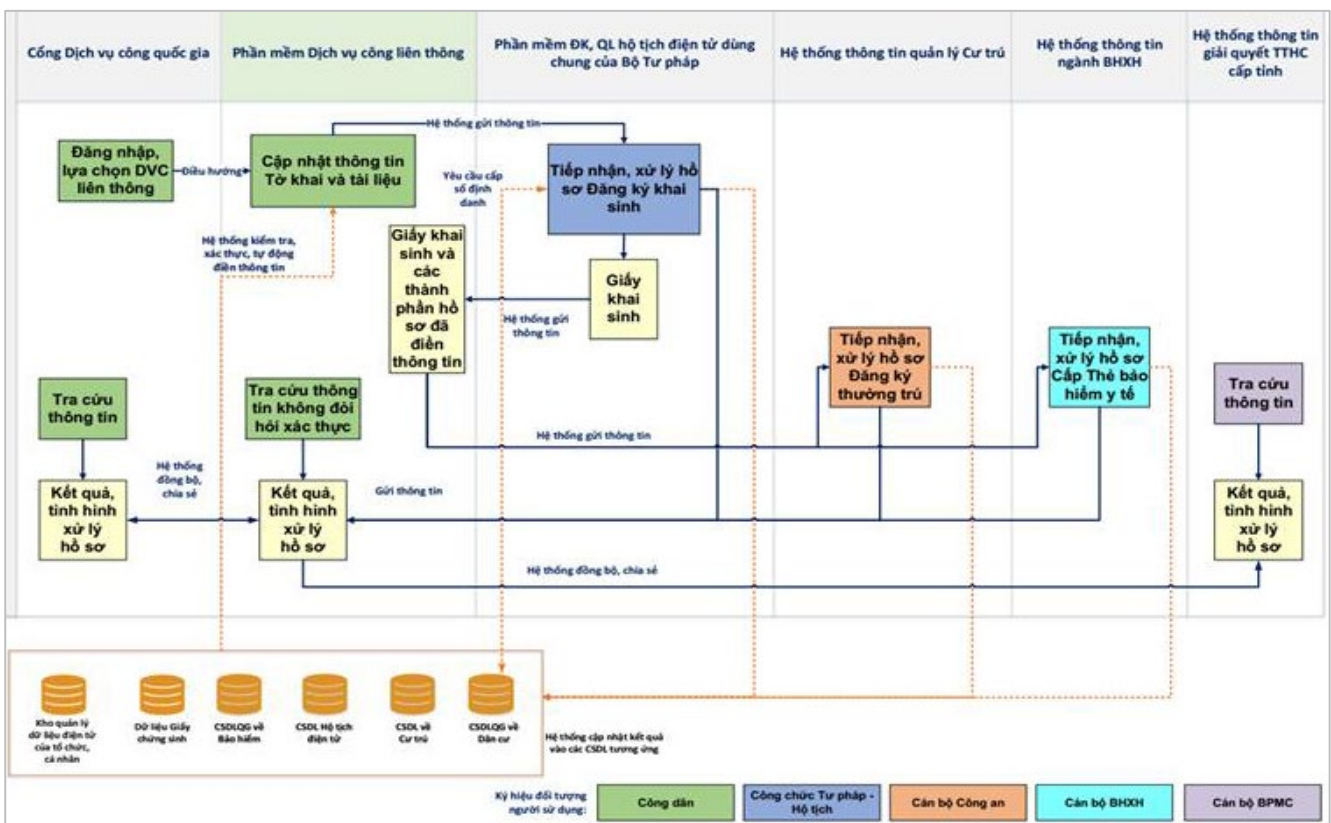 Cổng Dịch vụ công quốc gia
Phần mềm Dịch vụ công liên thông
Phần mềm ĐK, QL hộ tịch điện tử dùng
chung của Bộ Tư pháp
Hệ thống thông tin quản lý Cư trú
Hệ thống thông tin
ngành BHXH
Hệ thống thông tin
giải quyết TTHC
cấp tỉnh
Đăng nhập,
lựa chọn DVC
liên thông
Điều hướng
Cập nhật thông tin
Tờ khai và tài liệu
Hệ thống gửi thông tin
Yêu cầu cấp
số định
danh
Tiếp nhận, xử lý hồ
sơ Đăng ký khai
sinh
Hệ thống kiểm tra,
xác thực, tự động
điền thông tin
Giấy khai
sinh và
các
thành
phần hồ
sơ đã
điền
thông tin
Giấy
khai
sinh
Hệ thống gửi
thông tin
Tiếp nhận,
xử lý hồ sơ
Đăng ký
thường trú
Tiếp nhận,
xử lý hồ sơ
Cấp Thẻ bảo
hiểm y tế
Tra cứu
thông tin
Tra cứu thông
tin không đòi
hỏi xác thực
Tra cứu
thông tin
Hệ thống gửi thông tin
Kết quả,
tình hình
xử lý
hồ sơ
Hệ thống
đồng bộ,
chia sẻ
Kết quả,
tình hình
xử lý
hồ sơ
Gửi thông tin
Kết quả,
tình hình
xử lý
hồ sơ
Hệ thống đồng bộ, chia sẻ
Kho quản lý
dữ liệu điện tử
của tổ chức,
cá nhân
Dữ liệu Giấy
chứng sinh
CSDLQG về
Bảo hiểm
CSDL Hộ tịch
điện tử
CSDL về
Cư trú
CSDLQG về
Dân cư
Hệ thống cập nhật kết quả
vào các CSDL tương ứng
Ký hiệu đối tượng
người sử dụng:
Công dân
Công chức Tư pháp -
Hộ tịch
Cán bộ Công an
Cán bộ BHXH
Cán bộ BPMC